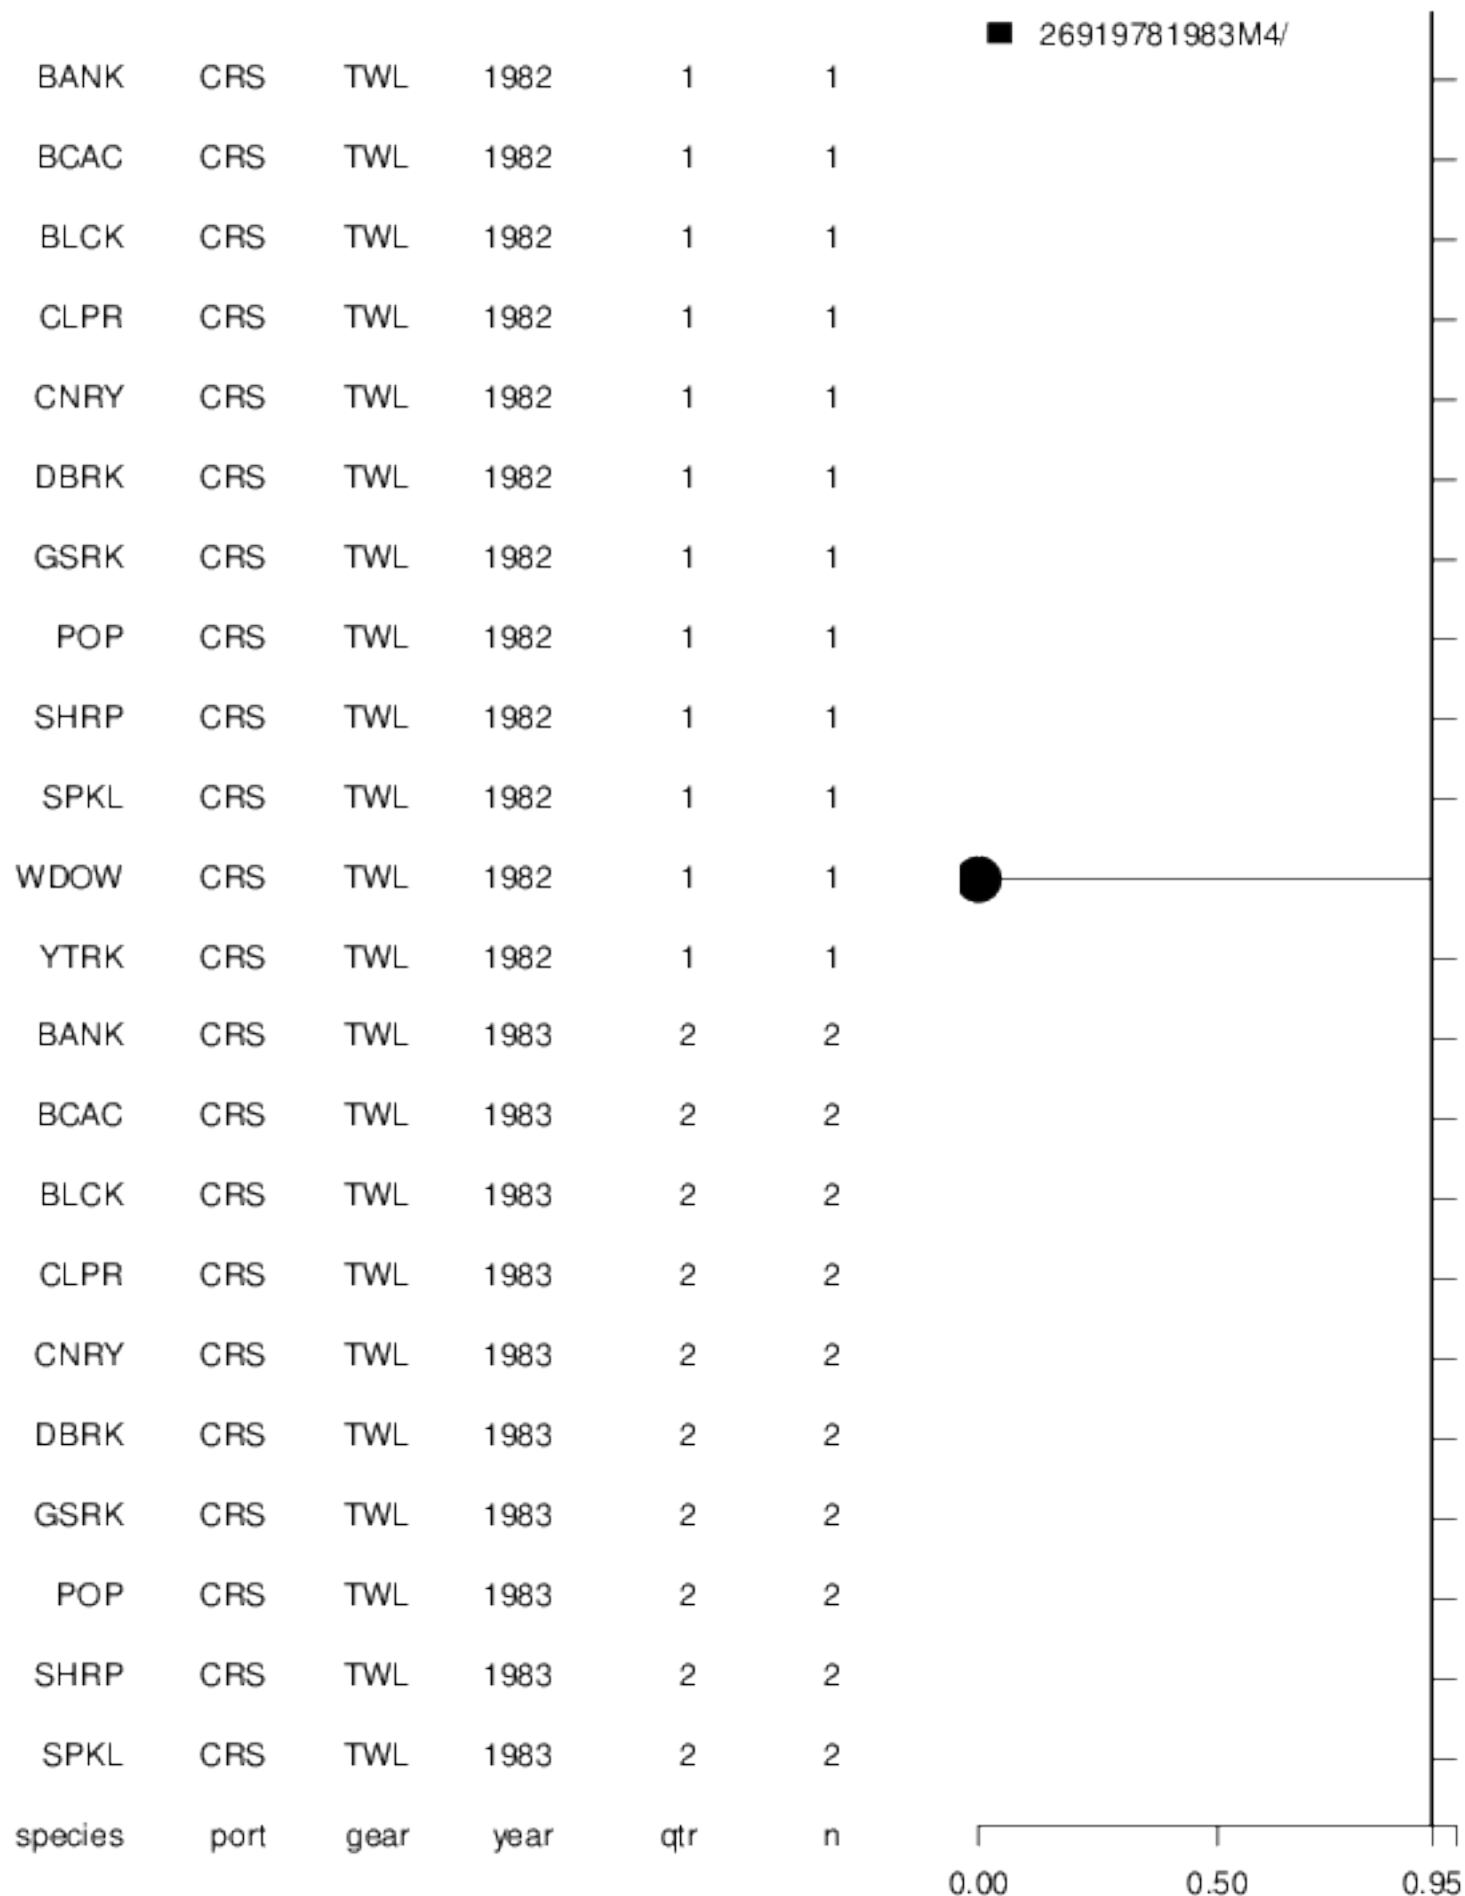 26919781983M4/
BANK CRS TWL 1982 1 1
BCAC CRS TWL 1982 1 1
BLCK CRS TWL 1982 1 1
CLPR CRS TWL 1982 1 1
CNRY CRS TWL 1982 1 1
DBRK CRS TWL 1982 1 1
GSRK CRS TWL 1982 1 1
POP CRS TWL 1982 1 1
SHRP CRS TWL 1982 1 1
SPKL CRS TWL 1982 1 1
WDOW CRS TWL 1982 1 1
YTRK CRS TWL 1982 1 1
BANK CRS TWL 1983 2 2
BCAC CRS TWL 1983 2 2
BLCK CRS TWL 1983 2 2
CLPR CRS TWL 1983 2 2
CNRY CRS TWL 1983 2 2
DBRK CRS TWL 1983 2 2
GSRK CRS TWL 1983 2 2
POP CRS TWL 1983 2 2
SHRP CRS TWL 1983 2 2
SPKL CRS TWL 1983 2 2
species port gear year qtr n
0.00 0.50 0.95